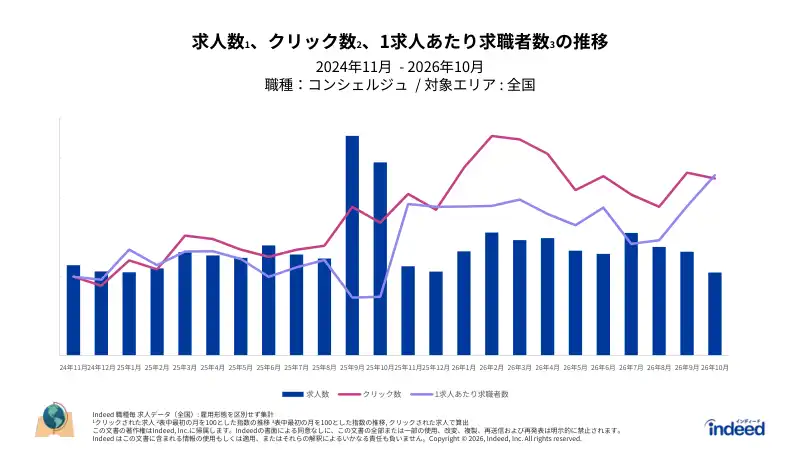 求人数1、クリック数2、1求人あたり求職者数3の推移
2024年11月 - 2026年10月
職種：コンシェルジュ / 対象エリア : 全国
24年11月 24年12月 25年1月 25年2月 25年3月 25年4月 25年5月 25年6月 25年7月 25年8月 25年9月 25年10月 25年11月 25年12月 26年1月 26年2月 26年3月 26年4月 26年5月 26年6月 26年7月 26年8月 26年9月 26年10月
求人数 クリック数 1求人あたり求職者数
Indeed 職種毎 求人データ（全国）: 雇用形態を区別せず集計
¹クリックされた求人 ²表中最初の月を100とした指数の推移 ³表中最初の月を100とした指数の推移, クリックされた求人で算出
この文書の著作権はIndeed, Inc.に帰属します。Indeedの書面による同意なしに、この文書の全部または一部の使用、改変、複製、再送信および再発表は明示的に禁止されます。
Indeed はこの文書に含まれる情報の使用もしくは適用、またはそれらの解釈によるいかなる責任も負いません。Copyright © 2026, Indeed, Inc. All rights reserved.
インディード
indeed